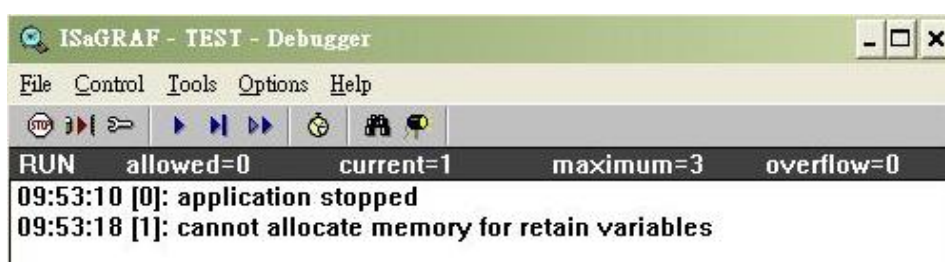 ISaGRAF - TEST - Debugger
File Control Tools Options Help
STOP
RUN allowed=0 current=1 maximum=3 overflow=0
09:53:10 [0]: application stopped
09:53:18 [1]: cannot allocate memory for retain variables